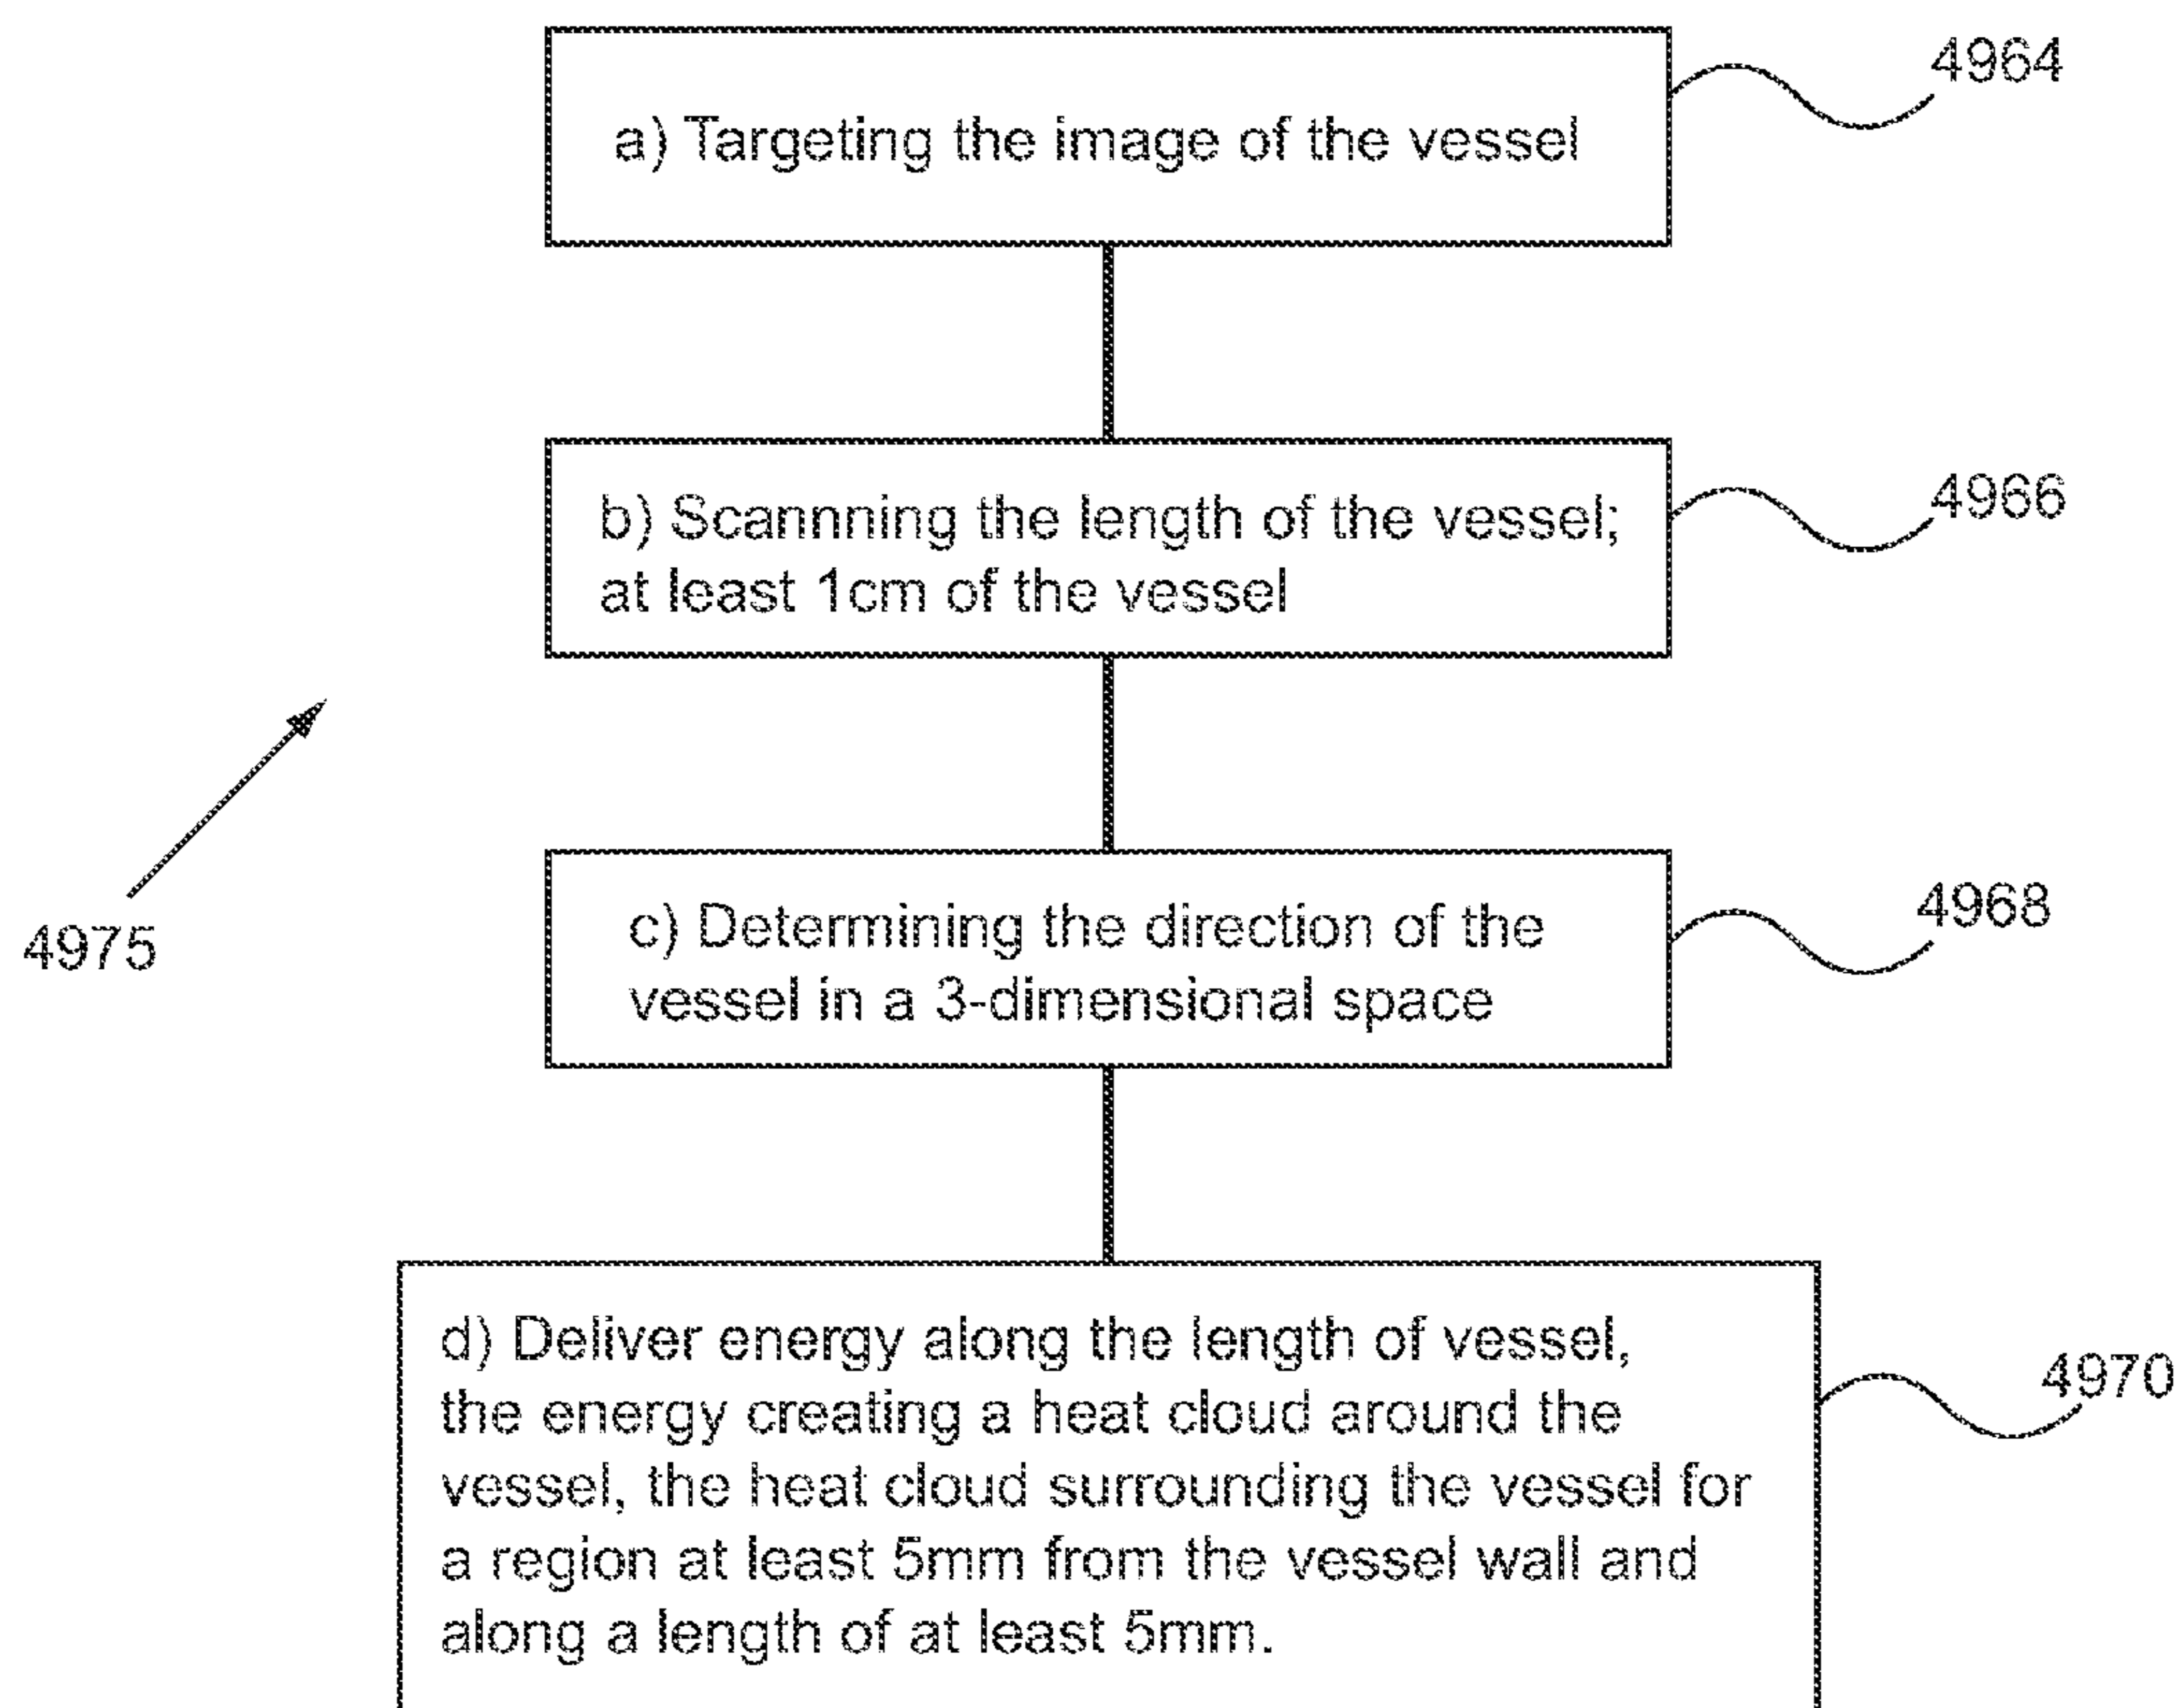 a) Targeting the image of the vessel
4964
b) Scannning the length of the vessel;
at least 1cm of the vessel
4966
c) Determining the direction of the
vessel in a 3-dimensional space
4968
4975
d) Deliver energy along the length of vessel,
the energy creating a heat cloud around the
vessel, the heat cloud surrounding the vessel for
a region at least 5mm from the vessel wall and
along a length of at least 5mm.
4970